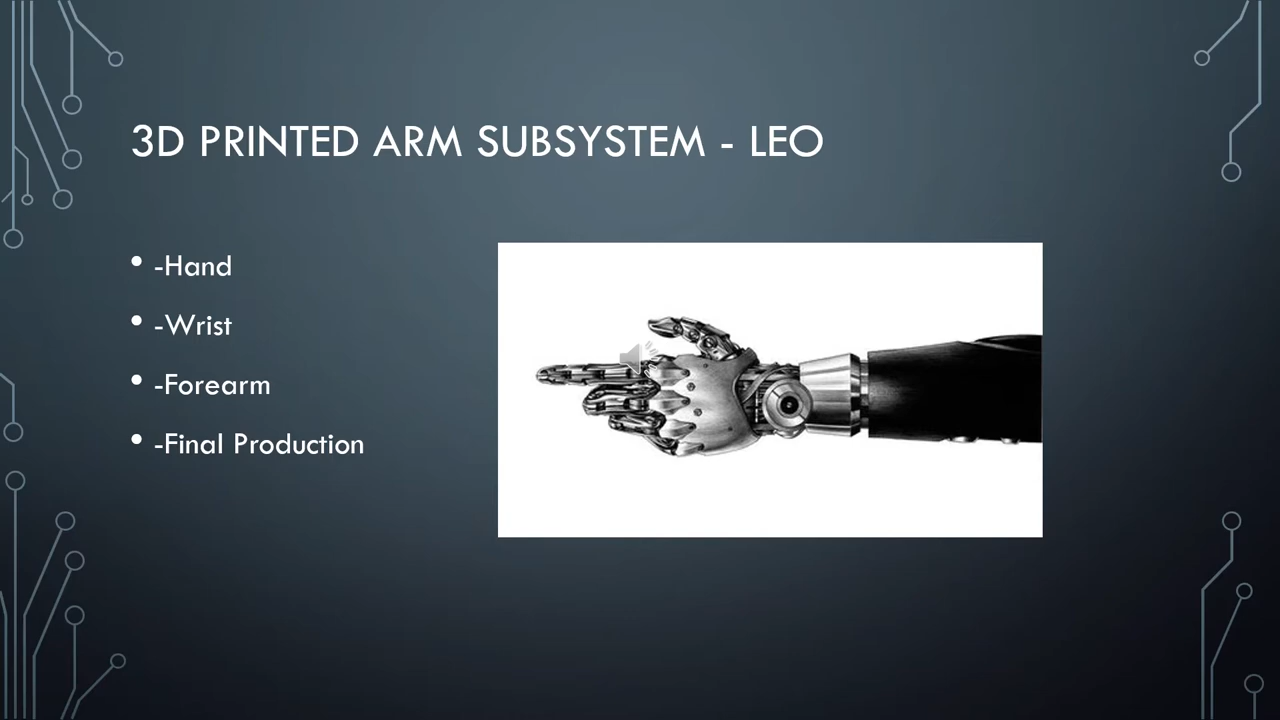 3D PRINTED ARM SUBSYSTEM - LEO
• -Hand
• -Wrist
• -Forearm
• -Final Production